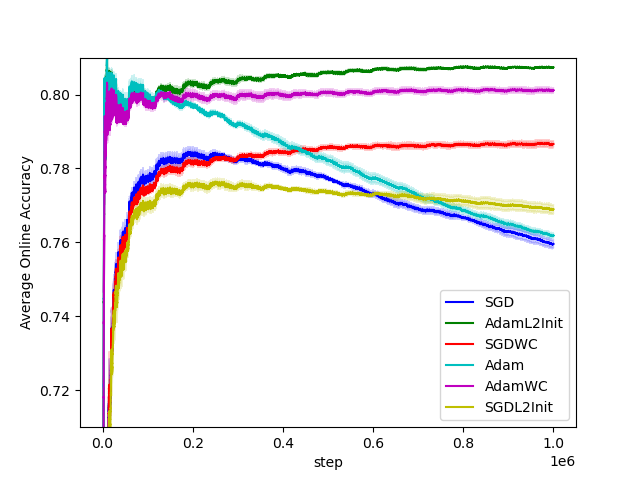 0.80
0.78
0.76
0.74
0.72
Average Online Accuracy
SGD
AdamL2Init
SGDWC
Adam
AdamWC
SGDL2Init
0.0 0.2 0.4 0.6 0.8 1.0
step
1e6